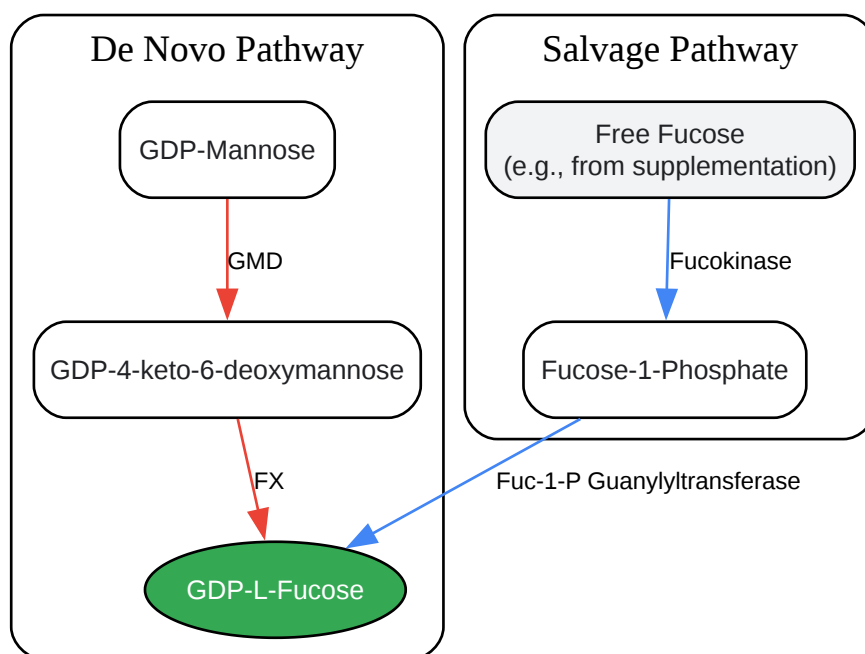 De Novo Pathway
GDP-Mannose
GMD
GDP-4-keto-6-deoxymannose
FX
GDP-L-Fucose
Salvage Pathway
Free Fucose
(e.g., from supplementation)
Fucokinase
Fucose-1-Phosphate
Fuc-1-P Guanylyltransferase